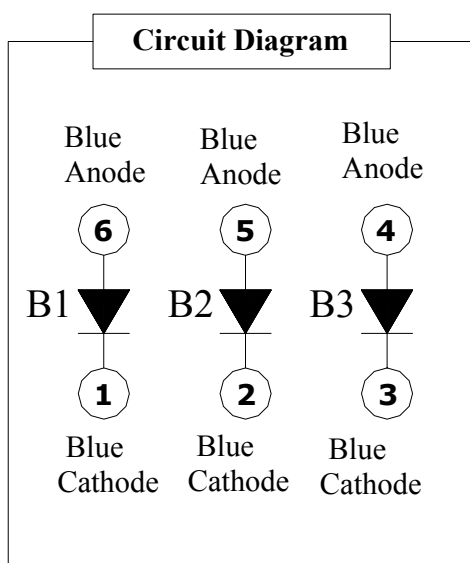 Circuit Diagram
Blue
Anode
Blue
Anode
Blue
Anode
6
5
4
B1
B2
B3
1
2
3
Blue
Cathode
Blue
Cathode
Blue
Cathode